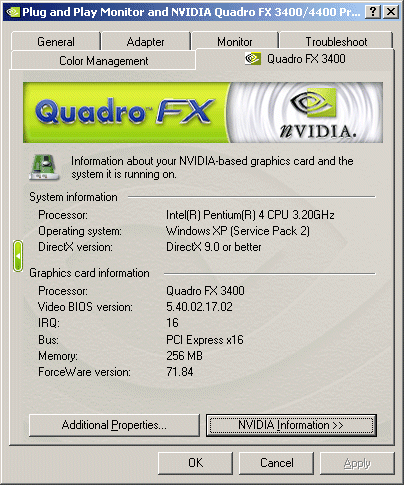 Plug and Play Monitor and NVIDIA Quadro FX 3400/4400 Pr...
General Adapter Monitor Troubleshoot
Color Management Quadro FX 3400
Quadro™ FX nVIDIA.
Information about your NVIDIA-based graphics card and the
system it is running on.
System information
Processor: Intel(R) Pentium(R) 4 CPU 3.20GHz
Operating system: Windows XP (Service Pack 2)
DirectX version: DirectX 9.0 or better
Graphics card information
Processor: Quadro FX 3400
Video BIOS version: 5.40.02.17.02
IRQ: 16
Bus: PCI Express x16
Memory: 256 MB
ForceWare version: 71.84
Additional Properties... NVIDIA Information >>
OK Cancel Apply